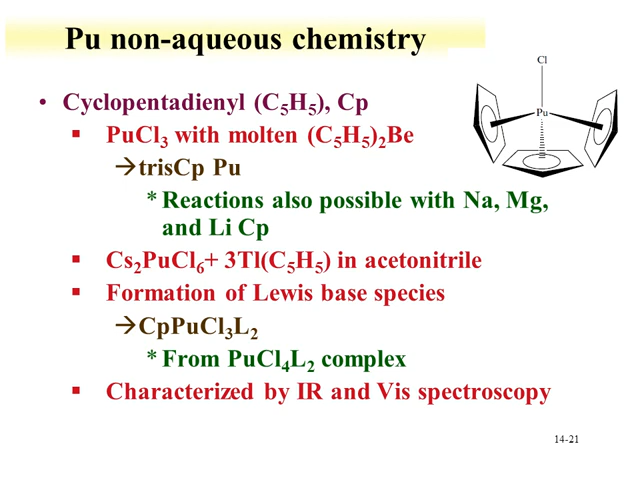 Pu non-aqueous chemistry
Cl
Pu
• Cyclopentadienyl (C5H5), Cp
▪ PuCl3 with molten (C5H5)2Be
→trisCp Pu
* Reactions also possible with Na, Mg,
and Li Cp
▪ Cs2PuCl6+ 3Tl(C5H5) in acetonitrile
▪ Formation of Lewis base species
→CpPuCl3L2
* From PuCl4L2 complex
▪ Characterized by IR and Vis spectroscopy
14-21